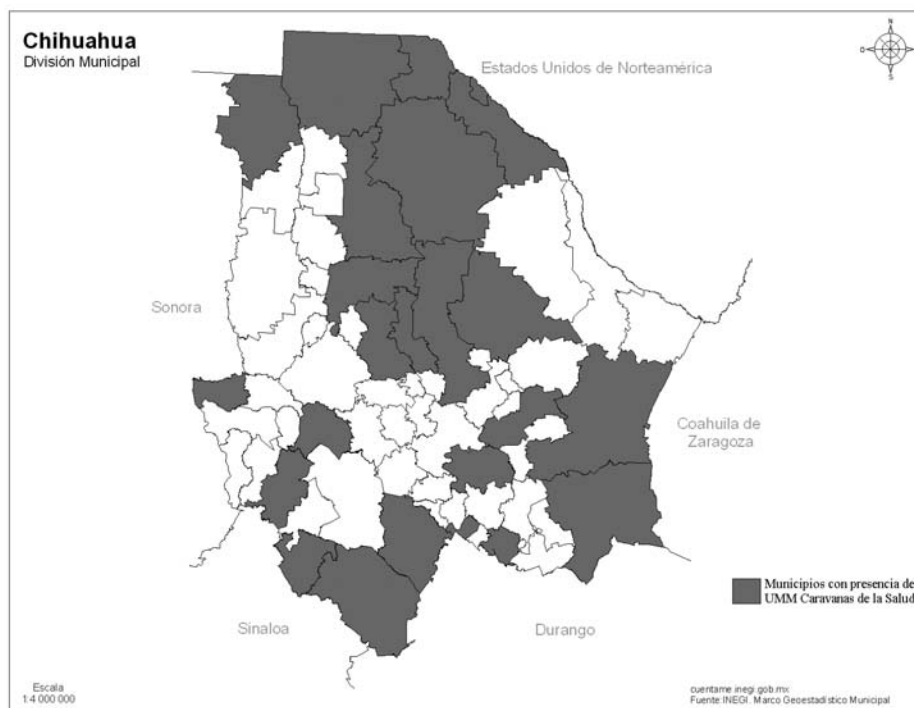 Chihuahua
División Municipal
Estados Unidos de Norteamérica
O
S
Sonora
Coahuila de
Zaragoza
Municipios con presencia de
UMM Caravanas de la Salud
Sinaloa
Durango
Escala
1:4 000 000
cuentame.inegi.gob.mx
Fuente:INEGI. Marco Geoestadístico Municipal